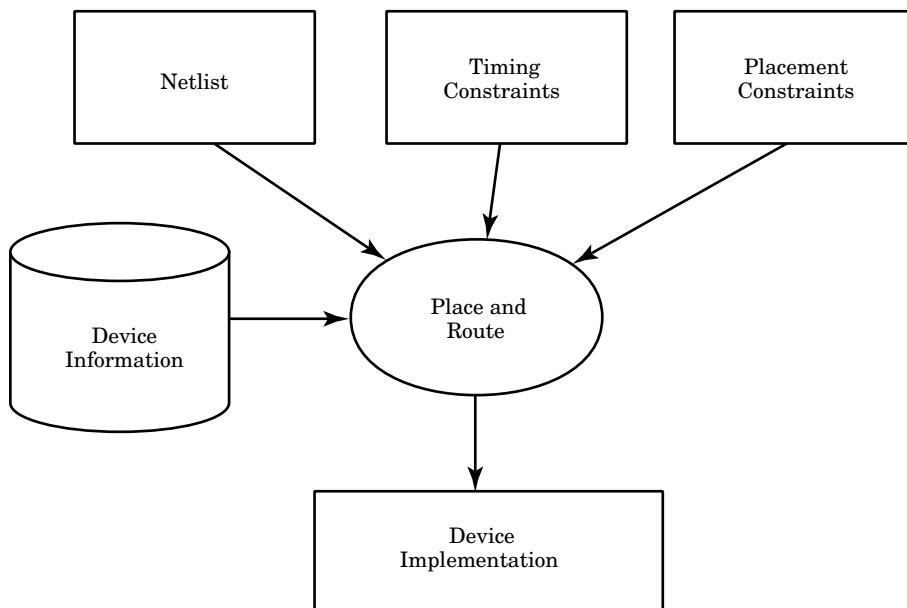 Netlist
Timing
Constraints
Placement
Constraints
Device
Information
Place and
Route
Device
Implementation